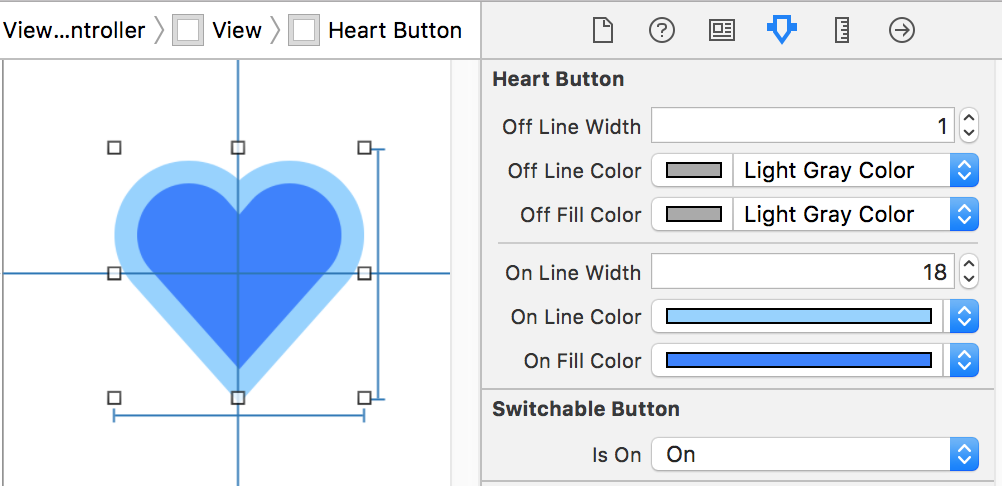 View...ntroller View Heart Button
Heart Button
Off Line Width 1
Off Line Color Light Gray Color
Off Fill Color Light Gray Color
On Line Width 18
On Line Color
On Fill Color
Switchable Button
Is On On